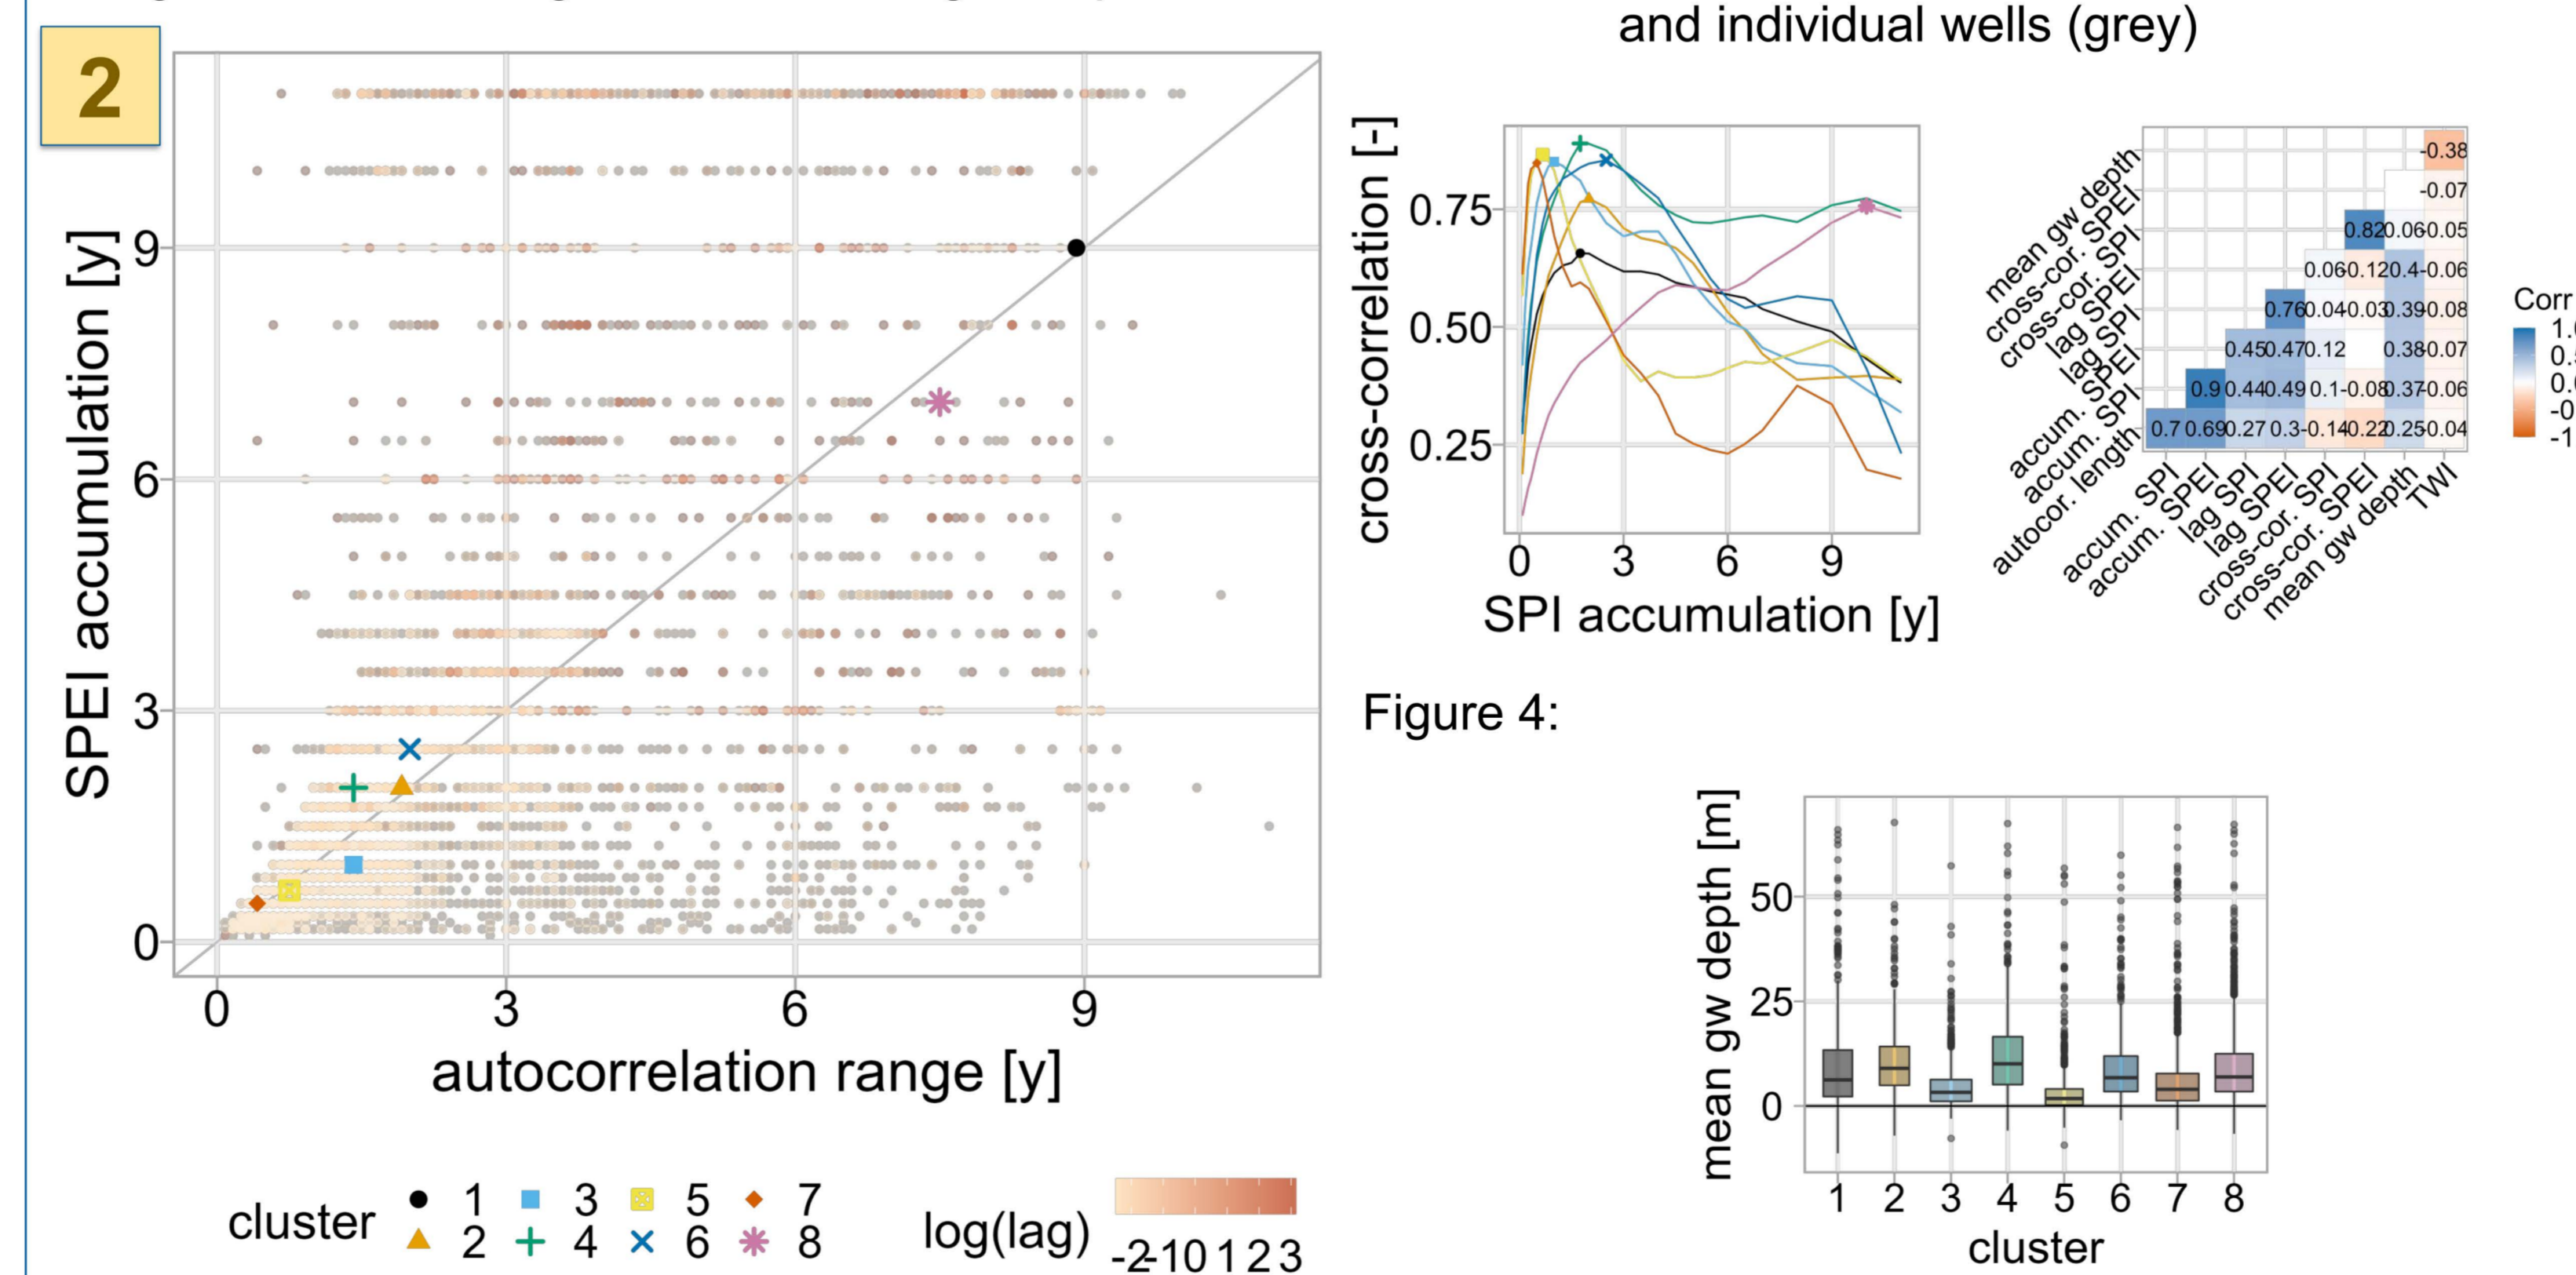 2
SPEI accumulation [y]
9
6
3
0
0 3 6 9
autocorrelation range [y]
cluster
1 3 5 7
2 4 6 8
log(lag)
-2 -1 0 1 2 3
and individual wells (grey)
cross-correlation [-]
0.75
0.50
0.25
0 3 6 9
SPI accumulation [y]
mean gw depth
cross-cor. SPEI
cross-cor. SPI
lag SPEI
lag SPI
accum. SPEI
accum. SPI
autocor. length
-0.38
-0.07
0.82 0.06 -0.05
0.06 -0.12 0.4 -0.06
0.76 0.04 -0.03 0.39 -0.08
0.45 0.47 0.12 0.38 -0.07
0.9 0.44 0.49 0.1 -0.08 0.37 -0.06
0.7 0.69 0.27 0.3 -0.14 -0.22 0.25 -0.04
accum. SPI
accum. SPEI
lag SPI
lag SPEI
cross-cor. SPI
cross-cor. SPEI
mean gw depth
TWI
Corr
Figure 4:
mean gw depth [m]
50
25
0
1 2 3 4 5 6 7 8
cluster